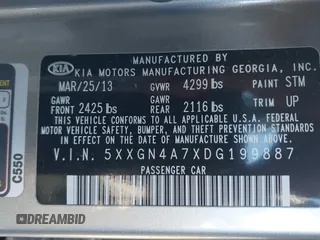 MANUFACTURED BY
KIA KIA MOTORS MANUFACTURING GEORGIA, INC.
MAR/25/13 GVWR 4299 lbs PAINT STM
GAWR FRONT 2425 lbs GAWR REAR 2116 lbs TRIM UP
THIS VEHICLE CONFORMS TO ALL APPLICABLE U.S.A. FEDERAL
MOTOR VEHICLE SAFETY, BUMPER, AND THEFT PREVENTION
STANDARDS IN EFFECT ON THE DATE OF MANUFACTURE
SHOWN ABOVE.
V.I.N. 5XXGN4A7XDG199887
PASSENGER CAR
C550
DREAMBID